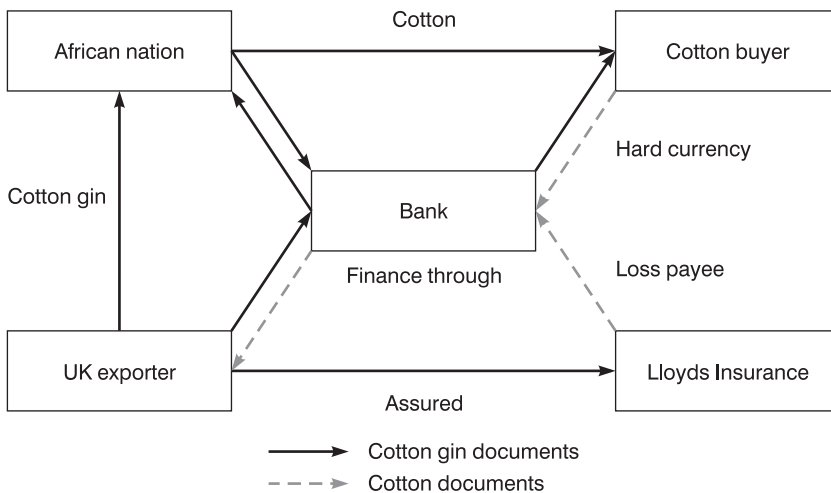 Cotton
African nation
Cotton buyer
Hard currency
Cotton gin
Bank
Loss payee
Finance through
UK exporter
Lloyds Insurance
Assured
Cotton gin documents
Cotton documents